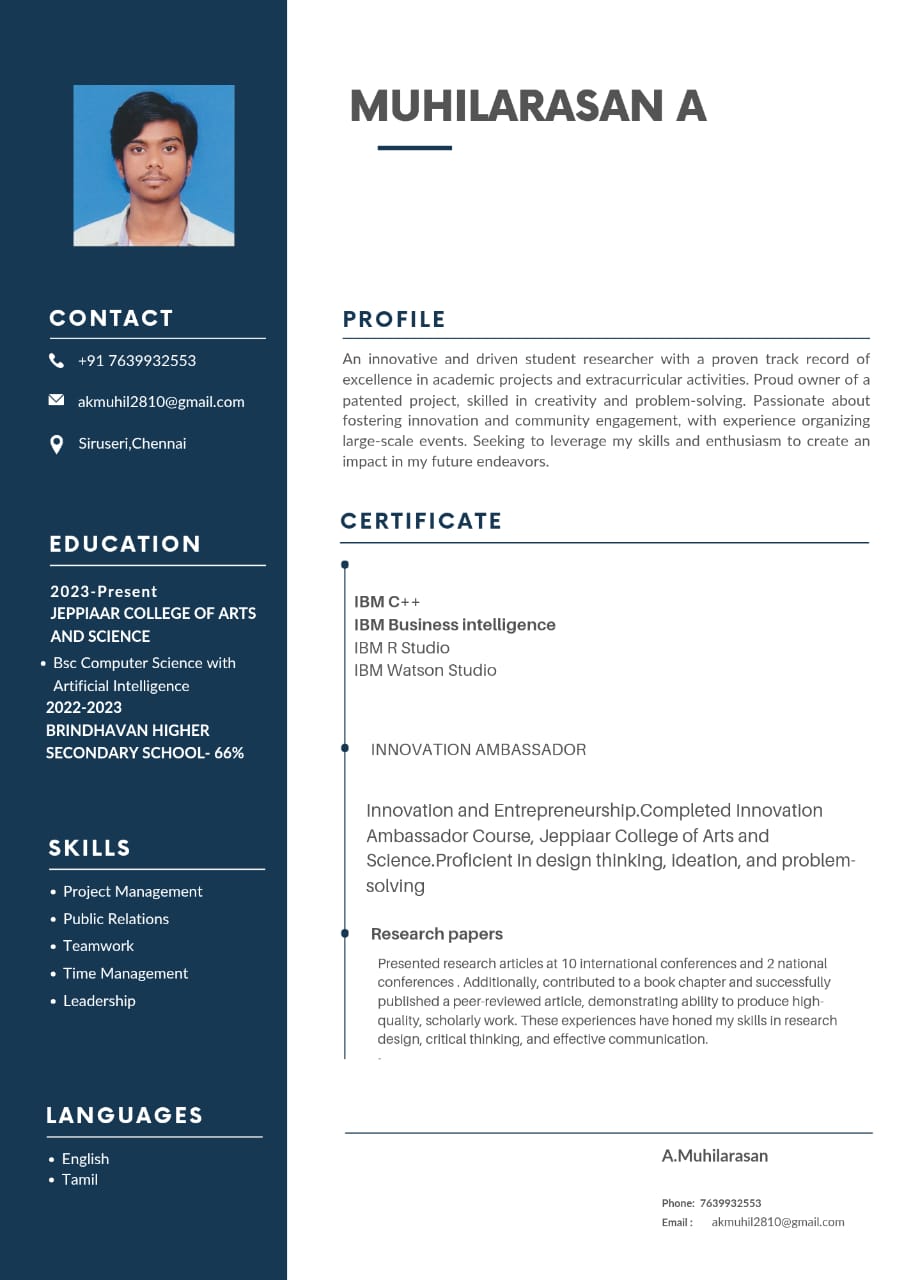 MUHILARASAN A
CONTACT
+91 7639932553
akmuhil2810@gmail.com
Siruseri,Chennai
EDUCATION
2023-Present
JEPPIAAR COLLEGE OF ARTS
AND SCIENCE
• Bsc Computer Science with
Artificial Intelligence
2022-2023
BRINDHAVAN HIGHER
SECONDARY SCHOOL- 66%
SKILLS
• Project Management
• Public Relations
• Teamwork
• Time Management
• Leadership
LANGUAGES
• English
• Tamil
PROFILE
An innovative and driven student researcher with a proven track record of
excellence in academic projects and extracurricular activities. Proud owner of a
patented project, skilled in creativity and problem-solving. Passionate about
fostering innovation and community engagement, with experience organizing
large-scale events. Seeking to leverage my skills and enthusiasm to create an
impact in my future endeavors.
CERTIFICATE
IBM C++
IBM Business intelligence
IBM R Studio
IBM Watson Studio
INNOVATION AMBASSADOR
Innovation and Entrepreneurship.Completed Innovation
Ambassador Course, Jeppiaar College of Arts and
Science.Proficient in design thinking, ideation, and problem-
solving
Research papers
Presented research articles at 10 international conferences and 2 national
conferences . Additionally, contributed to a book chapter and successfully
published a peer-reviewed article, demonstrating ability to produce high-
quality, scholarly work. These experiences have honed my skills in research
design, critical thinking, and effective communication.
.
A.Muhilarasan
Phone: 7639932553
Email : akmuhil2810@gmail.com